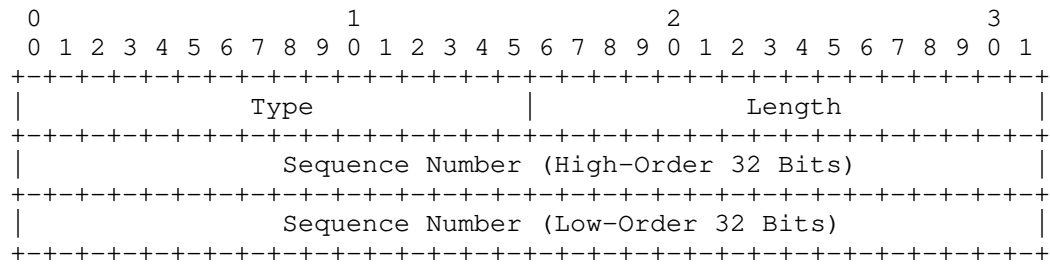 0                   1                   2                   3
 0 1 2 3 4 5 6 7 8 9 0 1 2 3 4 5 6 7 8 9 0 1 2 3 4 5 6 7 8 9 0 1
+-+-+-+-+-+-+-+-+-+-+-+-+-+-+-+-+-+-+-+-+-+-+-+-+-+-+-+-+-+-+-+-+
|              Type             |             Length            |
+-+-+-+-+-+-+-+-+-+-+-+-+-+-+-+-+-+-+-+-+-+-+-+-+-+-+-+-+-+-+-+-+
|                Sequence Number (High-Order 32 Bits)           |
+-+-+-+-+-+-+-+-+-+-+-+-+-+-+-+-+-+-+-+-+-+-+-+-+-+-+-+-+-+-+-+-+
|                Sequence Number (Low-Order 32 Bits)            |
+-+-+-+-+-+-+-+-+-+-+-+-+-+-+-+-+-+-+-+-+-+-+-+-+-+-+-+-+-+-+-+-+